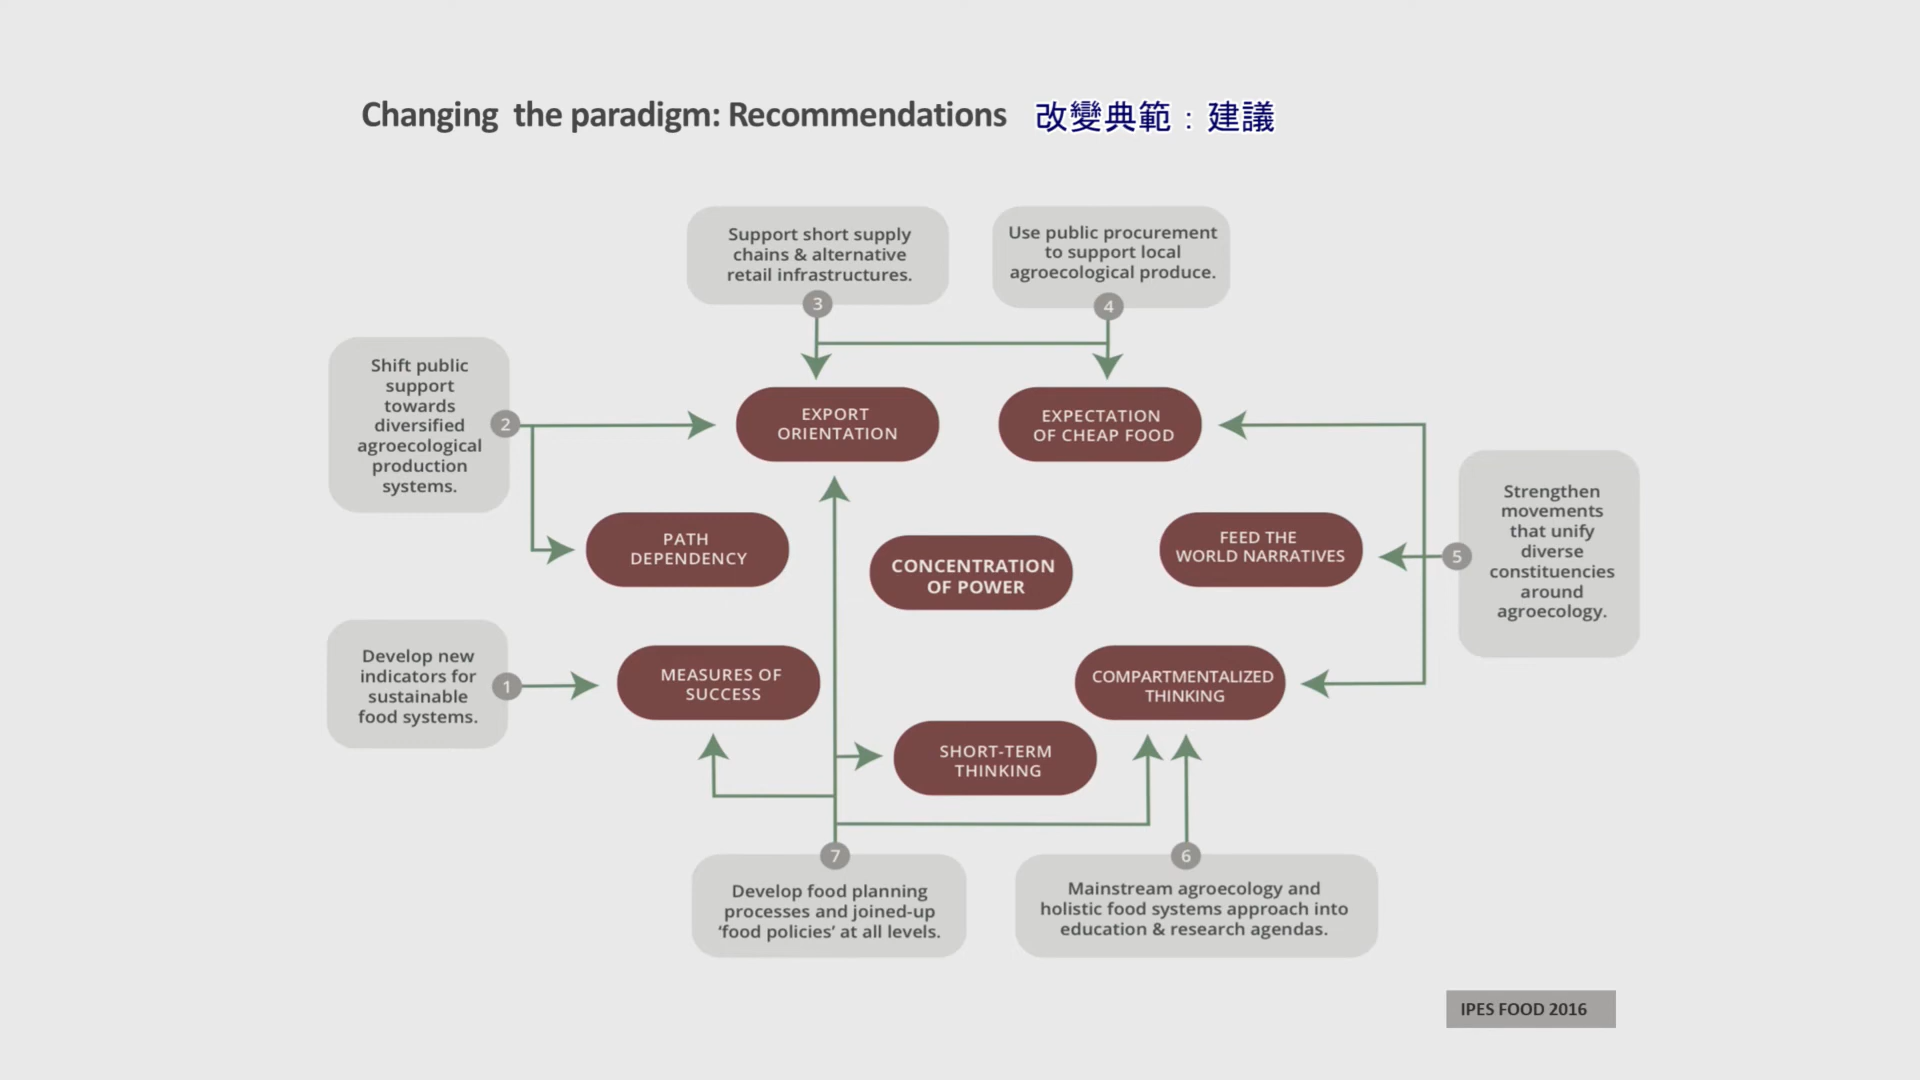 Changing the paradigm: Recommendations 改變典範：建議
Support short supply
chains & alternative
retail infrastructures.
3
Use public procurement
to support local
agroecological produce.
4
Shift public
support
towards
diversified
agroecological
production
systems.
2
EXPORT
ORIENTATION
EXPECTATION
OF CHEAP FOOD
PATH
DEPENDENCY
CONCENTRATION
OF POWER
FEED THE
WORLD NARRATIVES
Strengthen
movements
that unify
diverse
constituencies
around
agroecology.
5
Develop new
indicators for
sustainable
food systems.
1
MEASURES OF
SUCCESS
COMPARTMENTALIZED
THINKING
SHORT-TERM
THINKING
7
Develop food planning
processes and joined-up
‘food policies’ at all levels.
6
Mainstream agroecology and
holistic food systems approach into
education & research agendas.
IPES FOOD 2016